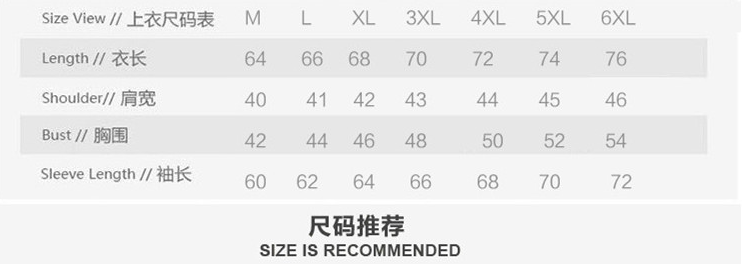 Size View // 上衣尺码表 M L XL 3XL 4XL 5XL 6XL
Length // 衣长 64 66 68 70 72 74 76
Shoulder// 肩宽 40 41 42 43 44 45 46
Bust // 胸围 42 44 46 48 50 52 54
Sleeve Length // 袖长 60 62 64 66 68 70 72
尺码推荐
SIZE IS RECOMMENDED